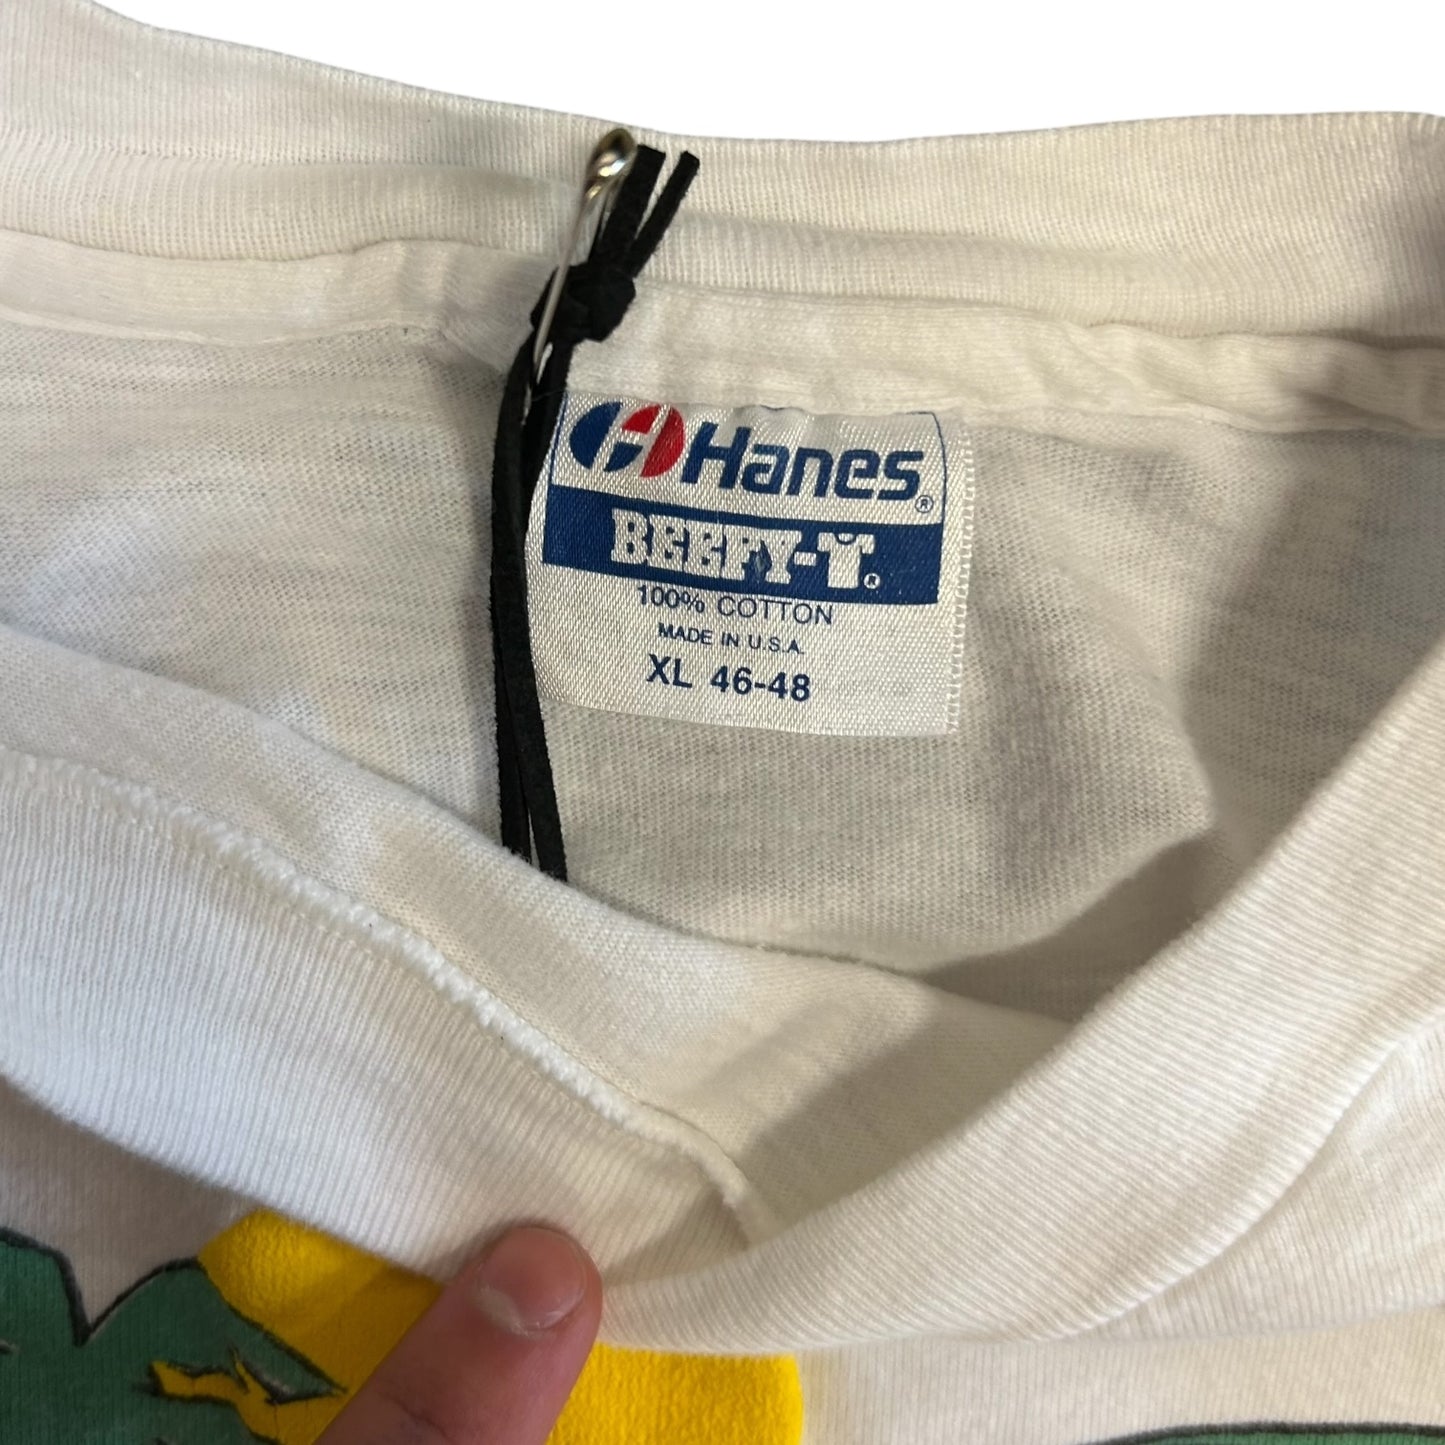 Hanes®
BEEFY-T®
100% COTTON
MADE IN U.S.A.
XL 46-48